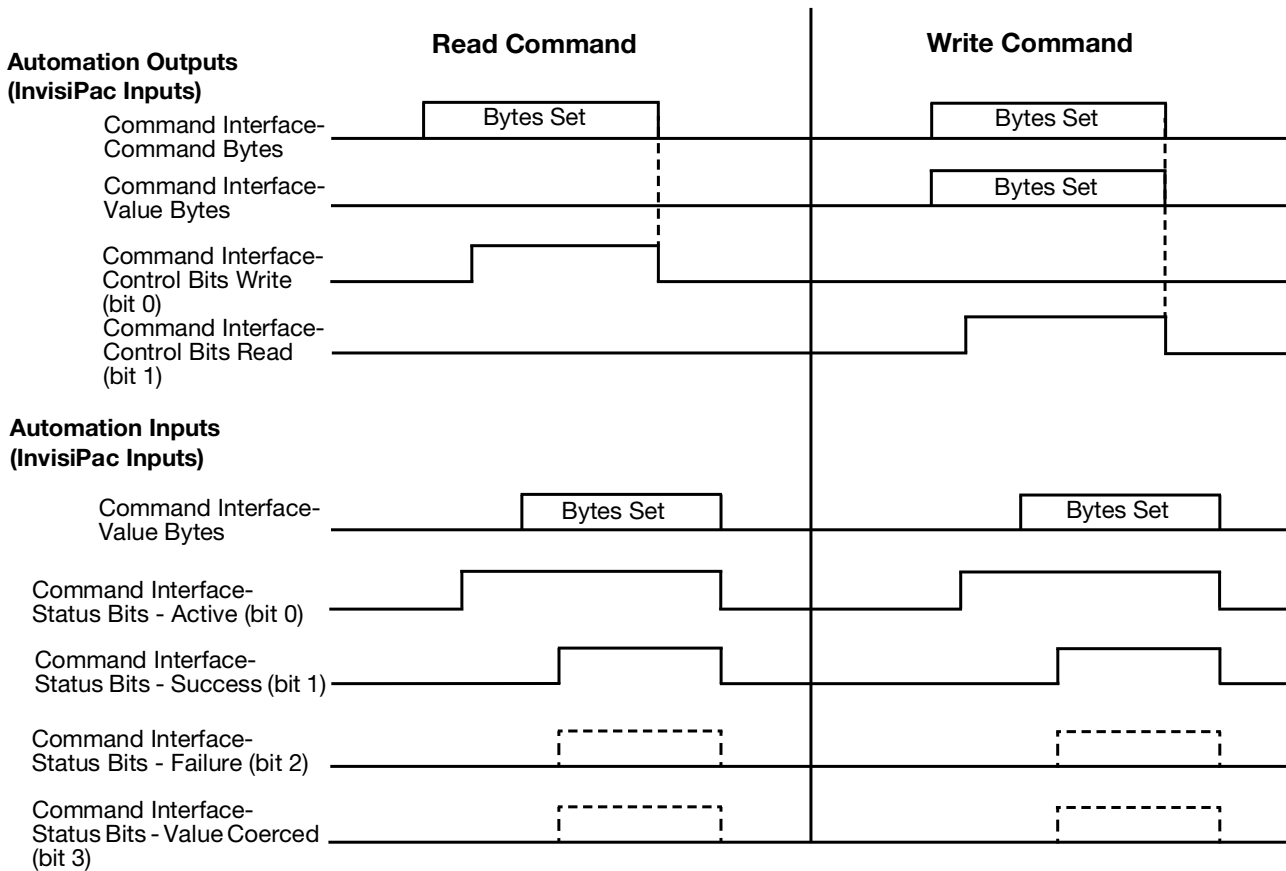 Read Command
Write Command
Automation Outputs
(InvisiPac Inputs)
Command Interface-
Command Bytes
Bytes Set
Bytes Set
Command Interface-
Value Bytes
Bytes Set
Command Interface-
Control Bits Write
(bit 0)
Command Interface-
Control Bits Read
(bit 1)
Automation Inputs
(InvisiPac Inputs)
Command Interface-
Value Bytes
Bytes Set
Bytes Set
Command Interface-
Status Bits - Active (bit 0)
Command Interface-
Status Bits - Success (bit 1)
Command Interface-
Status Bits - Failure (bit 2)
Command Interface-
Status Bits - Value Coerced
(bit 3)